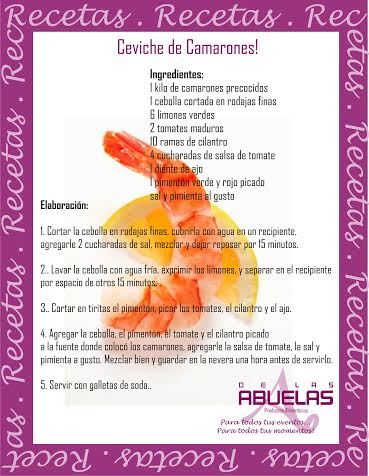 Recetas . Recetas . Recetas . Recetas
Ceviche de Camarones!
Ingredientes:
1 kilo de camarones precocidos
1 cebolla cortada en rodajas finas
6 limones verdes
2 tomates maduros
10 ramas de cilantro
4 cucharadas de salsa de tomate
1 diente de ajo
1 pimentón verde y rojo picado
sal y pimienta al gusto
Elaboración:
1. Cortar la cebolla en rodajas finas, cubrirla con agua en un recipiente,
agregarle 2 cucharadas de sal, mezclar y dajar reposar por 15 minutos.
2.. Lavar la cebolla con agua fría, exprimir los limones, y separar en el recipiente
por espacio de otros 15 minutos.
3.. Cortar en tiritos el pimentón, picar los tomates, el cilantro y el ajo.
4. Agregar la cebolla, el pimentón, el tomate y el cilantro picado
a la fuente donde colocó los camarones, agregarle la salsa de tomate, la sal y
pimienta a gusto. Mezclar bien y guardar en la nevera una hora antes de servirlo.
5. Servir con galletas de soda..
DE LAS
ABUELAS
Productos Alimenticios
Para todos tus eventos
Para todos tus momentos!
Recetas . Recetas . Recetas . Recetas